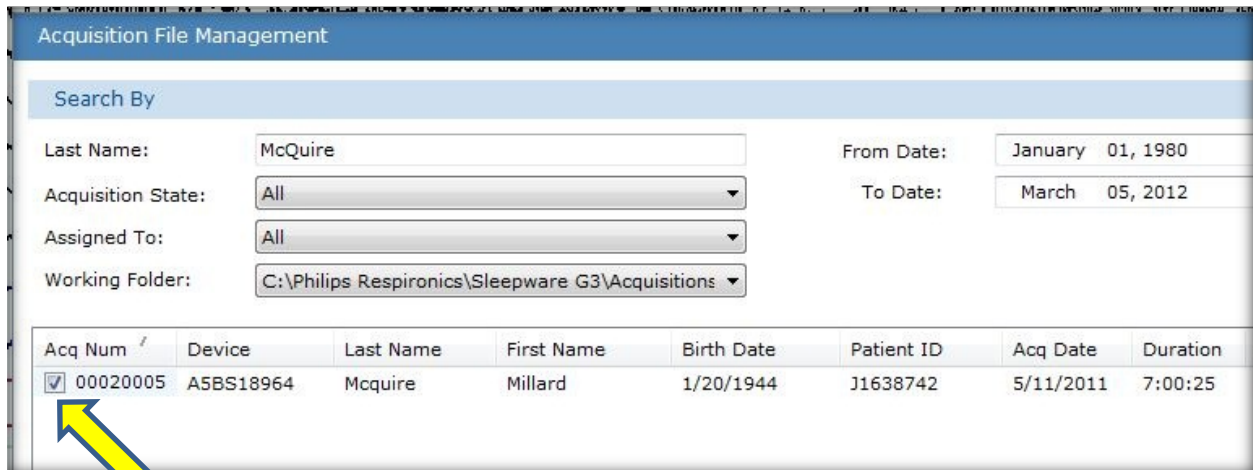 Acquisition File Management
Search By
Last Name: McQuire From Date: January 01, 1980
Acquisition State: All To Date: March 05, 2012
Assigned To: All
Working Folder: C:\Philips Respironics\Sleepware G3\Acquisitions
Acq Num Device Last Name First Name Birth Date Patient ID Acq Date Duration
00020005 A5BS18964 Mcquire Millard 1/20/1944 J1638742 5/11/2011 7:00:25